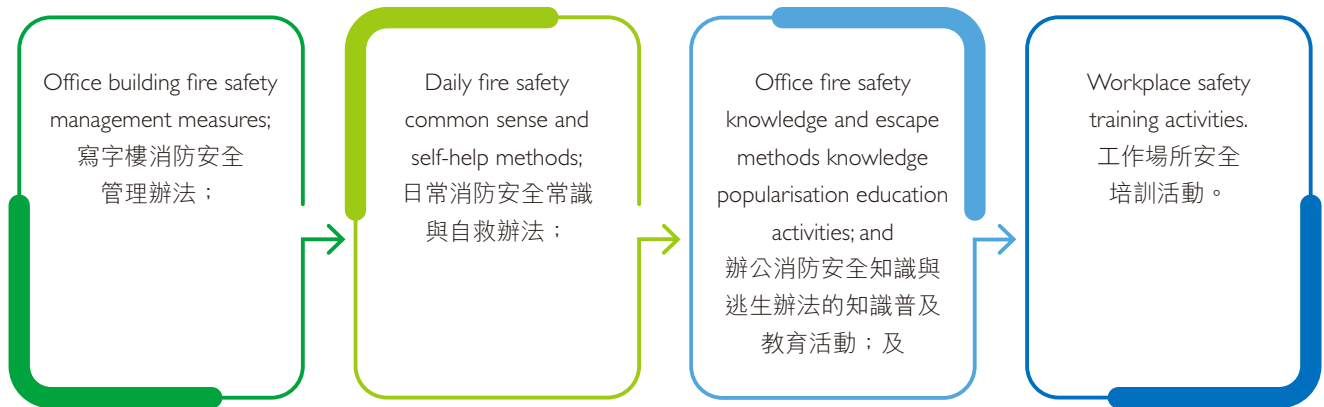 Office building fire safety
management measures;
寫字樓消防安全
管理辦法；
Daily fire safety
common sense and
self-help methods;
日常消防安全常識
與自救辦法；
Office fire safety
knowledge and escape
methods knowledge
popularisation education
activities; and
辦公消防安全知識與
逃生辦法的知識普及
教育活動；及
Workplace safety
training activities.
工作場所安全
培訓活動。